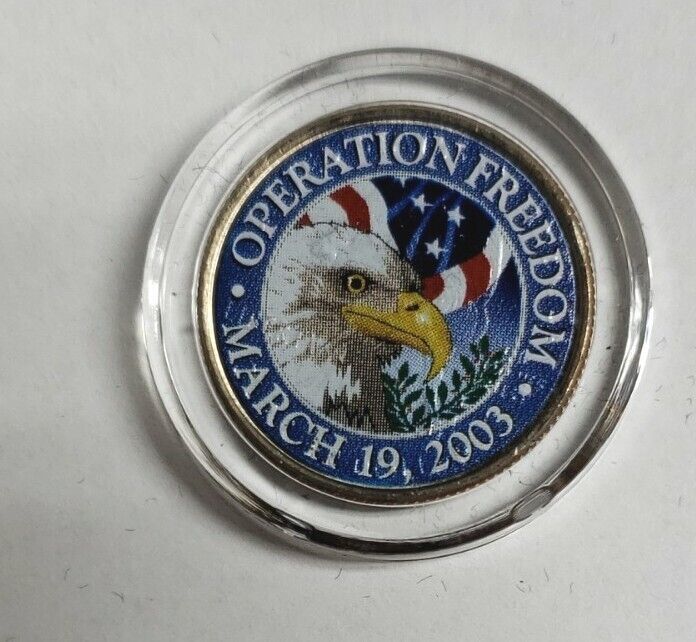 • OPERATION FREEDOM •
MARCH 19, 2003